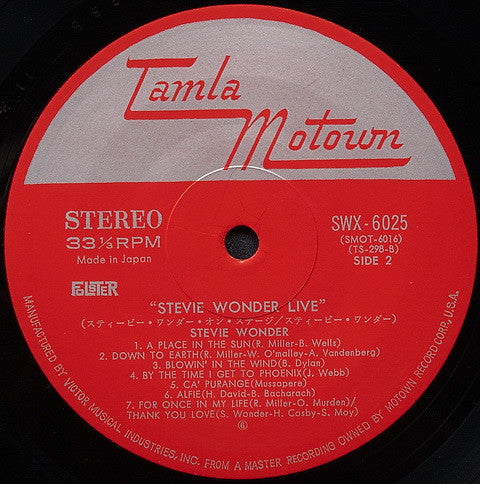 Tamla
Motown
STEREO
33 1/3 RPM
Made in Japan
SWX-6025
(SMOT-6016)
(TS-298-B)
SIDE 2
"STEVIE WONDER LIVE"
(スティービー・ワンダー・オン・ステージ/スティービー・ワンダー)
STEVIE WONDER
1. A PLACE IN THE SUN(R. Miller-B. Wells)
2. DOWN TO EARTH(R. Miller-W. O'malley-A. Vandenberg)
3. BLOWIN' IN THE WIND(B. Dylan)
4. BY THE TIME I GET TO PHOENIX(J. Webb)
5. CA' PURANGE(Mussapere)
6. ALFIE(H. David-B. Bacharach)
7. FOR ONCE IN MY LIFE(R. Miller-O. Murden)/
THANK YOU LOVE(S. Wonder-H. Cosby-S. Moy)
⑥
MANUFACTURED BY VICTOR MUSICAL INDUSTRIES, INC. FROM A MASTER RECORDING OWNED BY MOTOWN RECORD CORP., U.S.A.